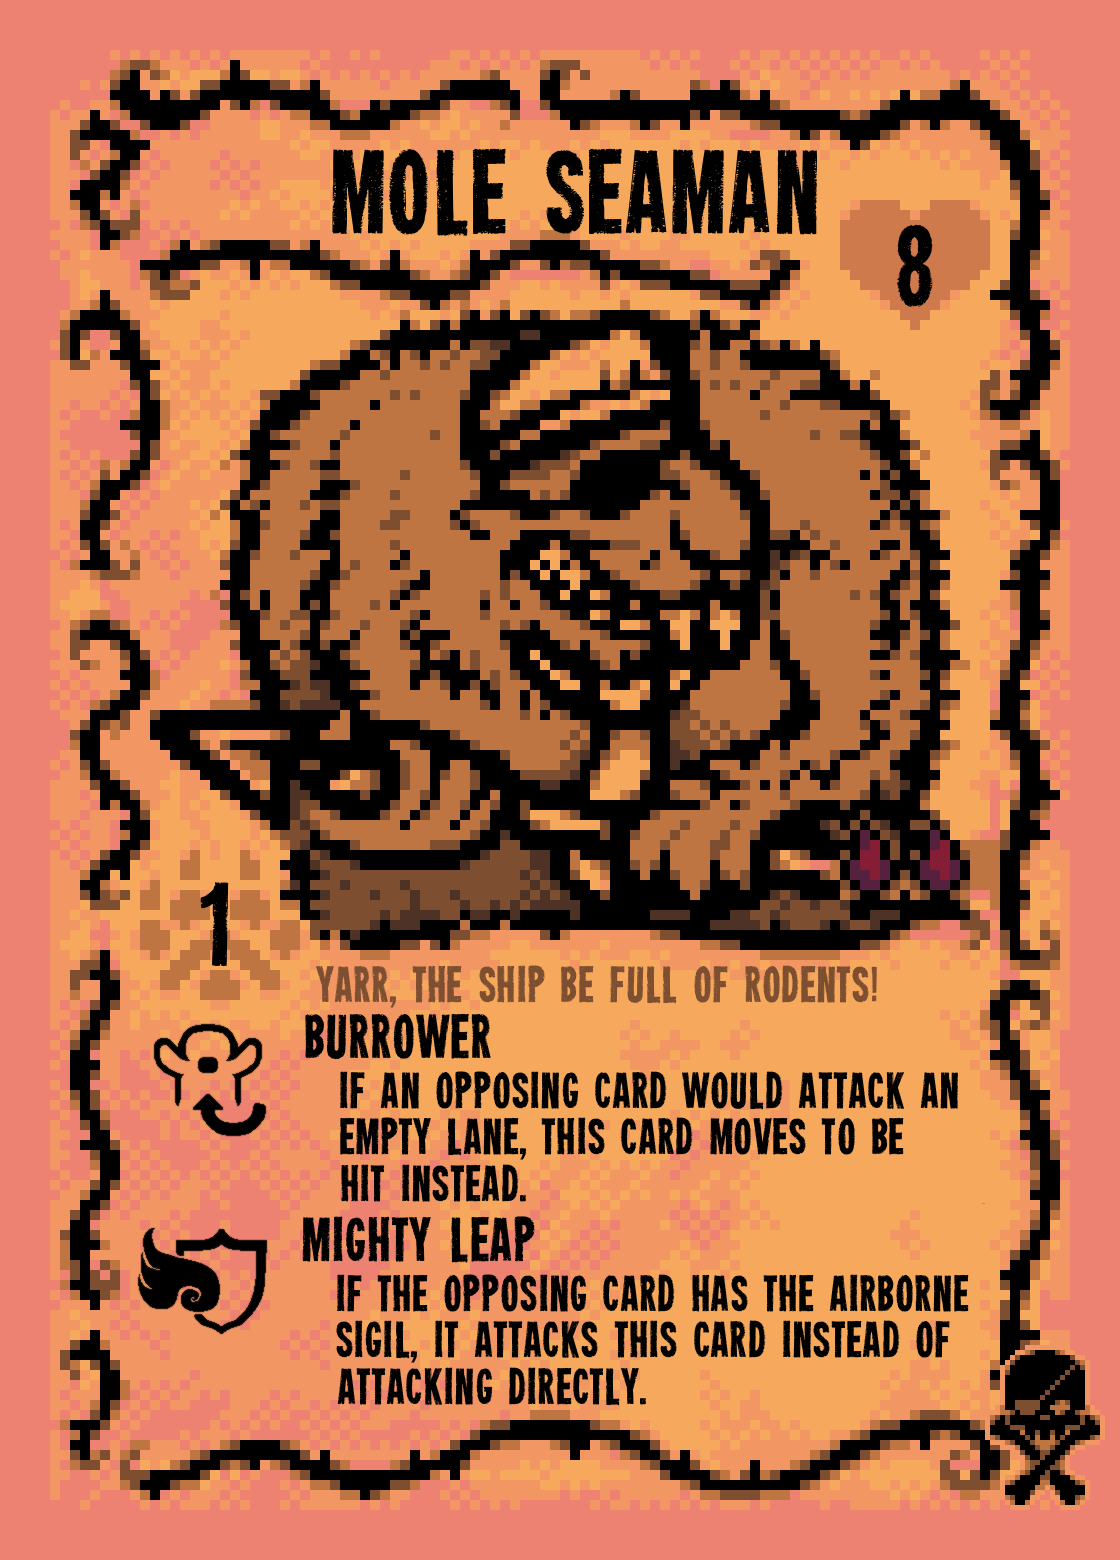 MOLE SEAMAN
8
1
YARR, THE SHIP BE FULL OF RODENTS!
BURROWER
IF AN OPPOSING CARD WOULD ATTACK AN
EMPTY LANE, THIS CARD MOVES TO BE
HIT INSTEAD.
MIGHTY LEAP
IF THE OPPOSING CARD HAS THE AIRBORNE
SIGIL, IT ATTACKS THIS CARD INSTEAD OF
ATTACKING DIRECTLY.